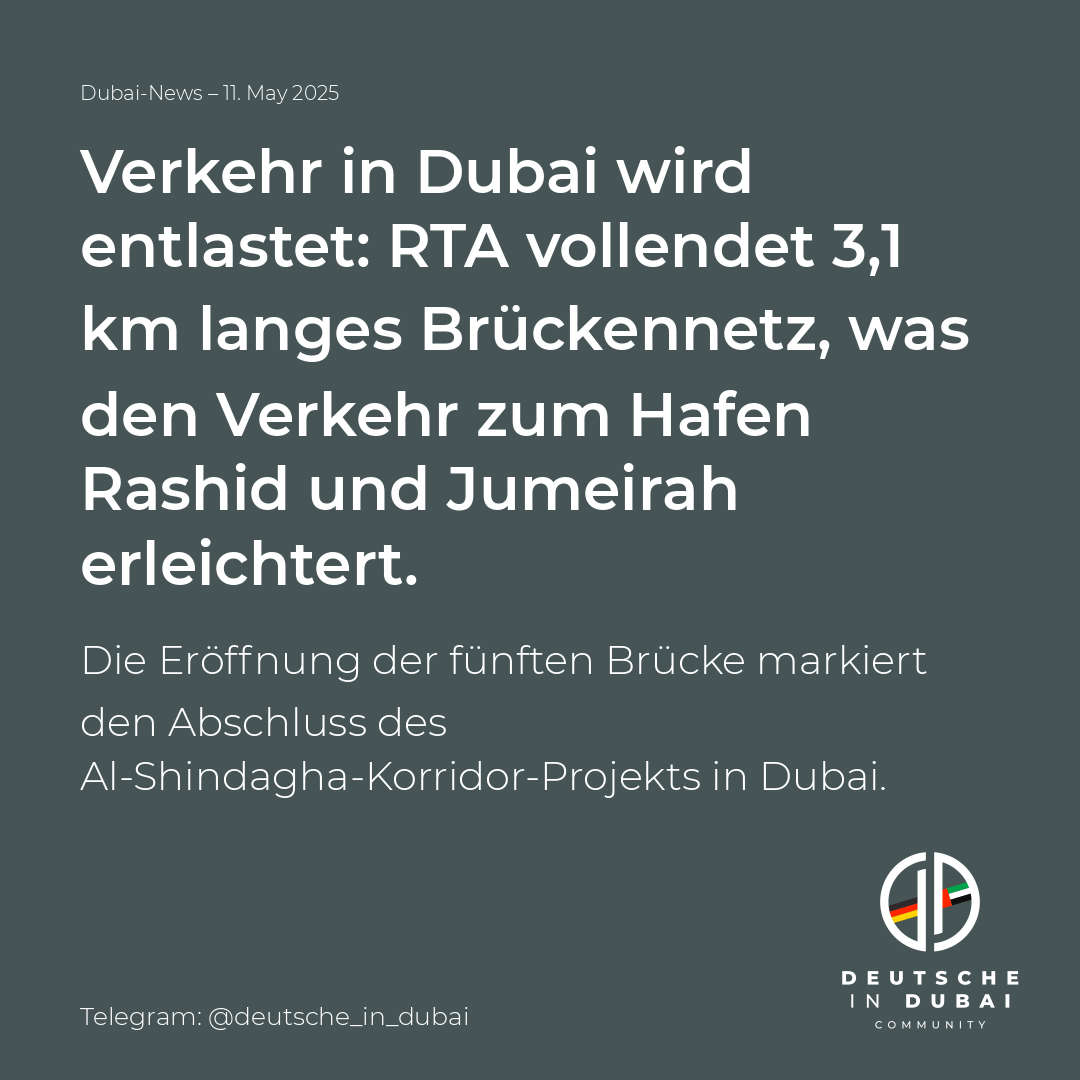 Dubai-News – 11. May 2025
Verkehr in Dubai wird
entlastet: RTA vollendet 3,1
km langes Brückennetz, was
den Verkehr zum Hafen
Rashid und Jumeirah
erleichtert.
Die Eröffnung der fünften Brücke markiert
den Abschluss des
Al-Shindagha-Korridor-Projekts in Dubai.
DEUTSCHE
IN DUBAI
COMMUNITY
Telegram: @deutsche_in_dubai